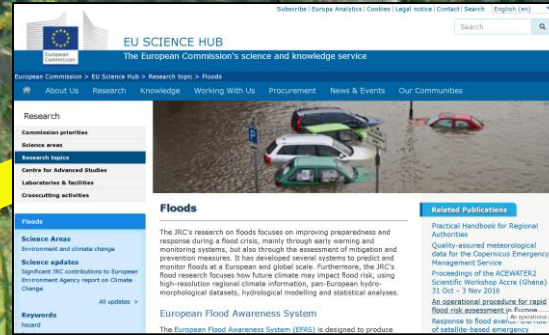 Subscribe | Europa Analytics | Cookies | Legal notice | Contact | Search English (en)
Search
European
Commission
EU SCIENCE HUB
The European Commission's science and knowledge service
European Commission > EU Science Hub > Research topic > Floods
About Us Research Knowledge Working With Us Procurement News & Events Our Communities
Research
Commission priorities
Science areas
Research topics
Centre for Advanced Studies
Laboratories & facilities
Crosscutting activities
Floods
Science Areas
Environment and climate change
Science updates
Significant JRC contributions to European
Environment Agency report on Climate
Change
All updates >
Keywords
hazard
Floods
The JRC's research on floods focuses on improving preparedness and
response during a flood crisis, mainly through early warning and
monitoring systems, but also through the assessment of mitigation and
prevention measures. It has developed several systems to predict and
monitor floods at a European and global scale. Furthermore, the JRC's
flood research focuses how future climate may impact flood risk, using
high-resolution regional climate information, pan-European hydro-
morphological datasets, hydrological modelling and statistical analyses.
European Flood Awareness System
The European Flood Awareness System (EFAS) is designed to produce
Related Publications
Practical Handbook for Regional
Authorities
Quality-assured meteorological
data for the Copernicus Emergency
Management Service
Proceedings of the ACEWATER2
Scientific Workshop Accra (Ghana)
31 Oct – 3 Nov 2016
An operational procedure for rapid
flood risk assessment in Europe
An operational
Response to flood events:
of satellite-based emergency